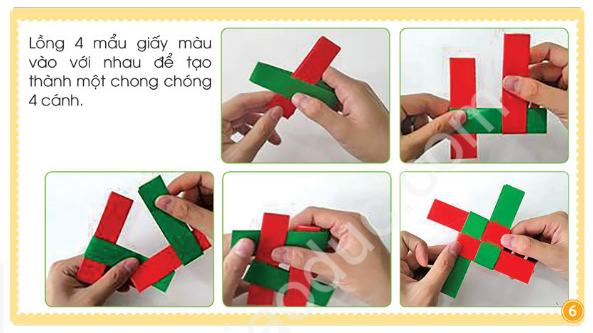 Lồng 4 mẩu giấy màu
vào với nhau để tạo
thành một chong chóng
4 cánh.
6